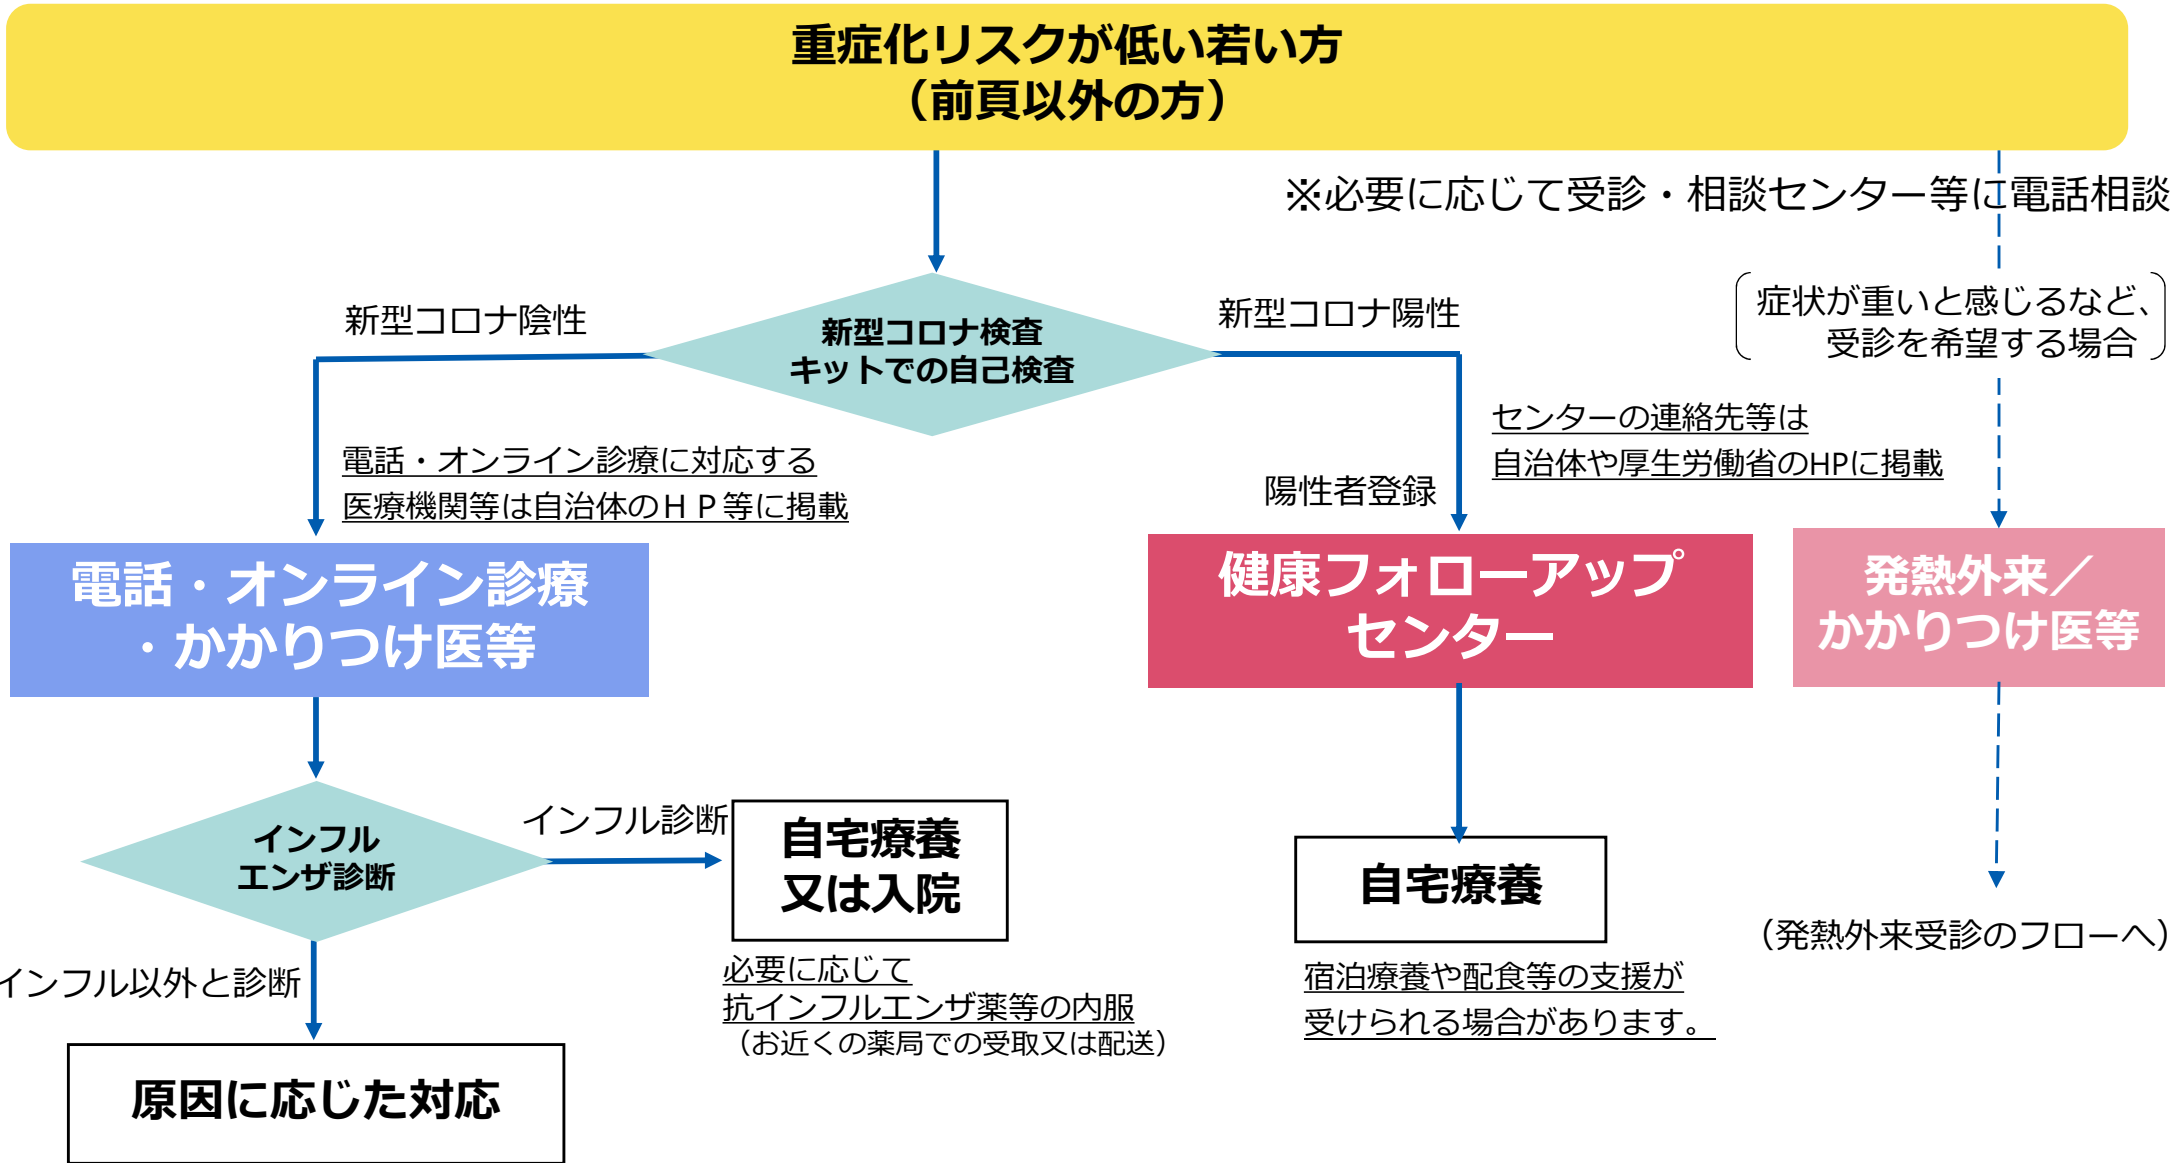 重症化リスクが低い若い方
（前頁以外の方）
※必要に応じて受診・相談センター等に電話相談
症状が重いと感じるなど、
受診を希望する場合
新型コロナ陰性
新型コロナ検査
キットでの自己検査
新型コロナ陽性
電話・オンライン診療に対応する
医療機関等は自治体のＨＰ等に掲載
センターの連絡先等は
自治体や厚生労働省のHPに掲載
陽性者登録
電話・オンライン診療
・かかりつけ医等
健康フォローアップ
センター
発熱外来／
かかりつけ医等
インフル
エンザ診断
インフル診断
自宅療養
又は入院
必要に応じて
抗インフルエンザ薬等の内服
（お近くの薬局での受取又は配送）
自宅療養
宿泊療養や配食等の支援が
受けられる場合があります。
（発熱外来受診のフローへ）
インフル以外と診断
原因に応じた対応